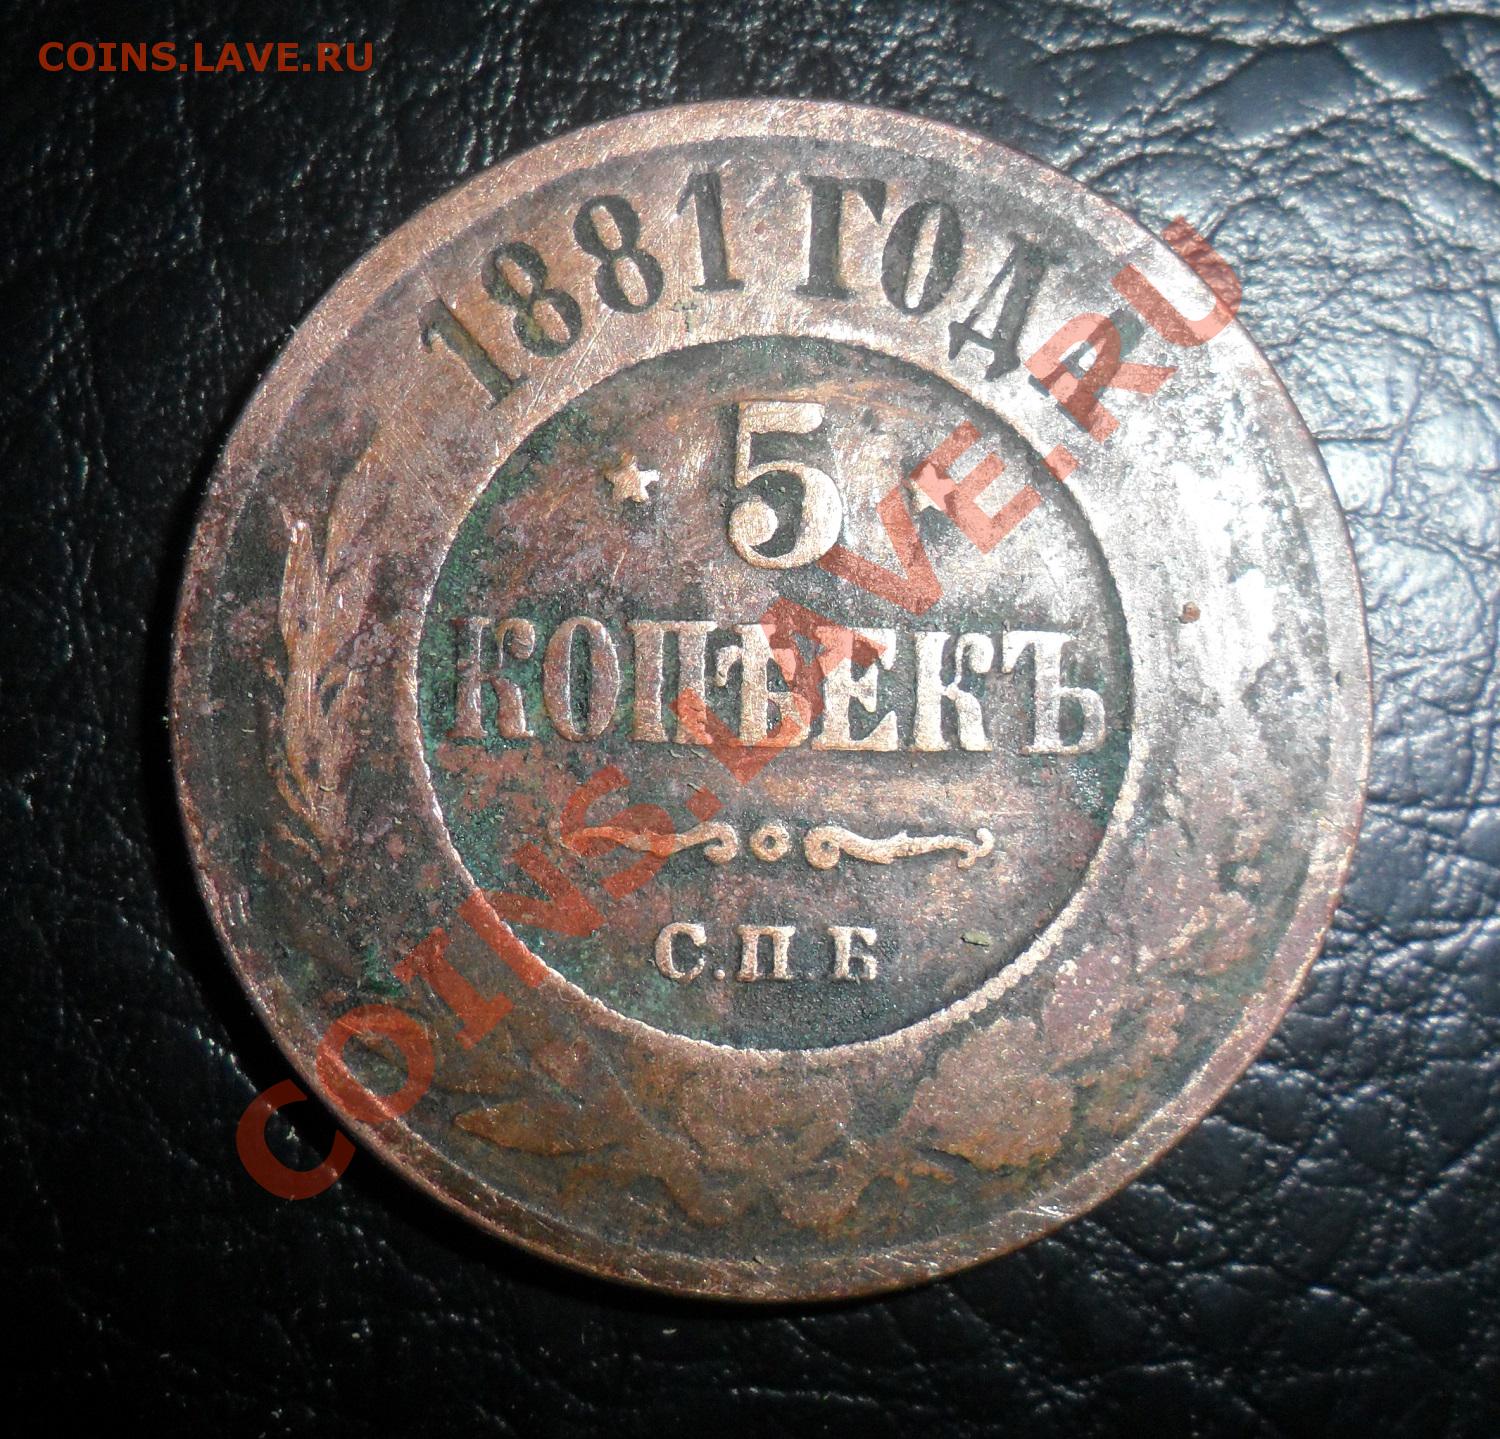 COINS.LAVE.RU
1881 ГОДА
5
КОПѢЕКЪ
С.П.Б
COINS.LAVE.RU